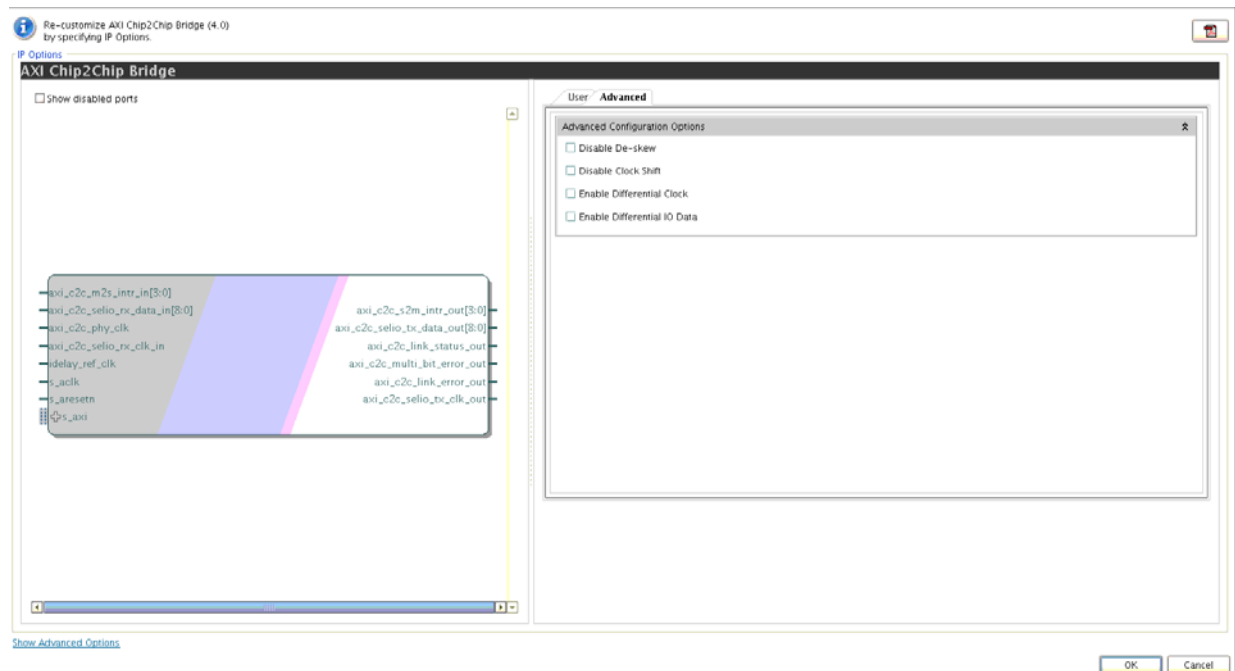 Re-customize AXI Chip2Chip Bridge (4.0)
by specifying IP Options.
IP Options
AXI Chip2Chip Bridge
Show disabled ports
User Advanced
Advanced Configuration Options
Disable De-skew
Disable Clock Shift
Enable Differential Clock
Enable Differential IO Data
axi_c2c_m2s_intr_in[3:0]
axi_c2c_selio_rx_data_in[8:0]
axi_c2c_phy_clk
axi_c2c_selio_rx_clk_in
idelay_ref_clk
s_aclk
s_aresetn
s_axi
axi_c2c_s2m_intr_out[3:0]
axi_c2c_selio_tx_data_out[8:0]
axi_c2c_link_status_out
axi_c2c_multi_bit_error_out
axi_c2c_link_error_out
axi_c2c_selio_tx_clk_out
Show Advanced Options
OK Cancel